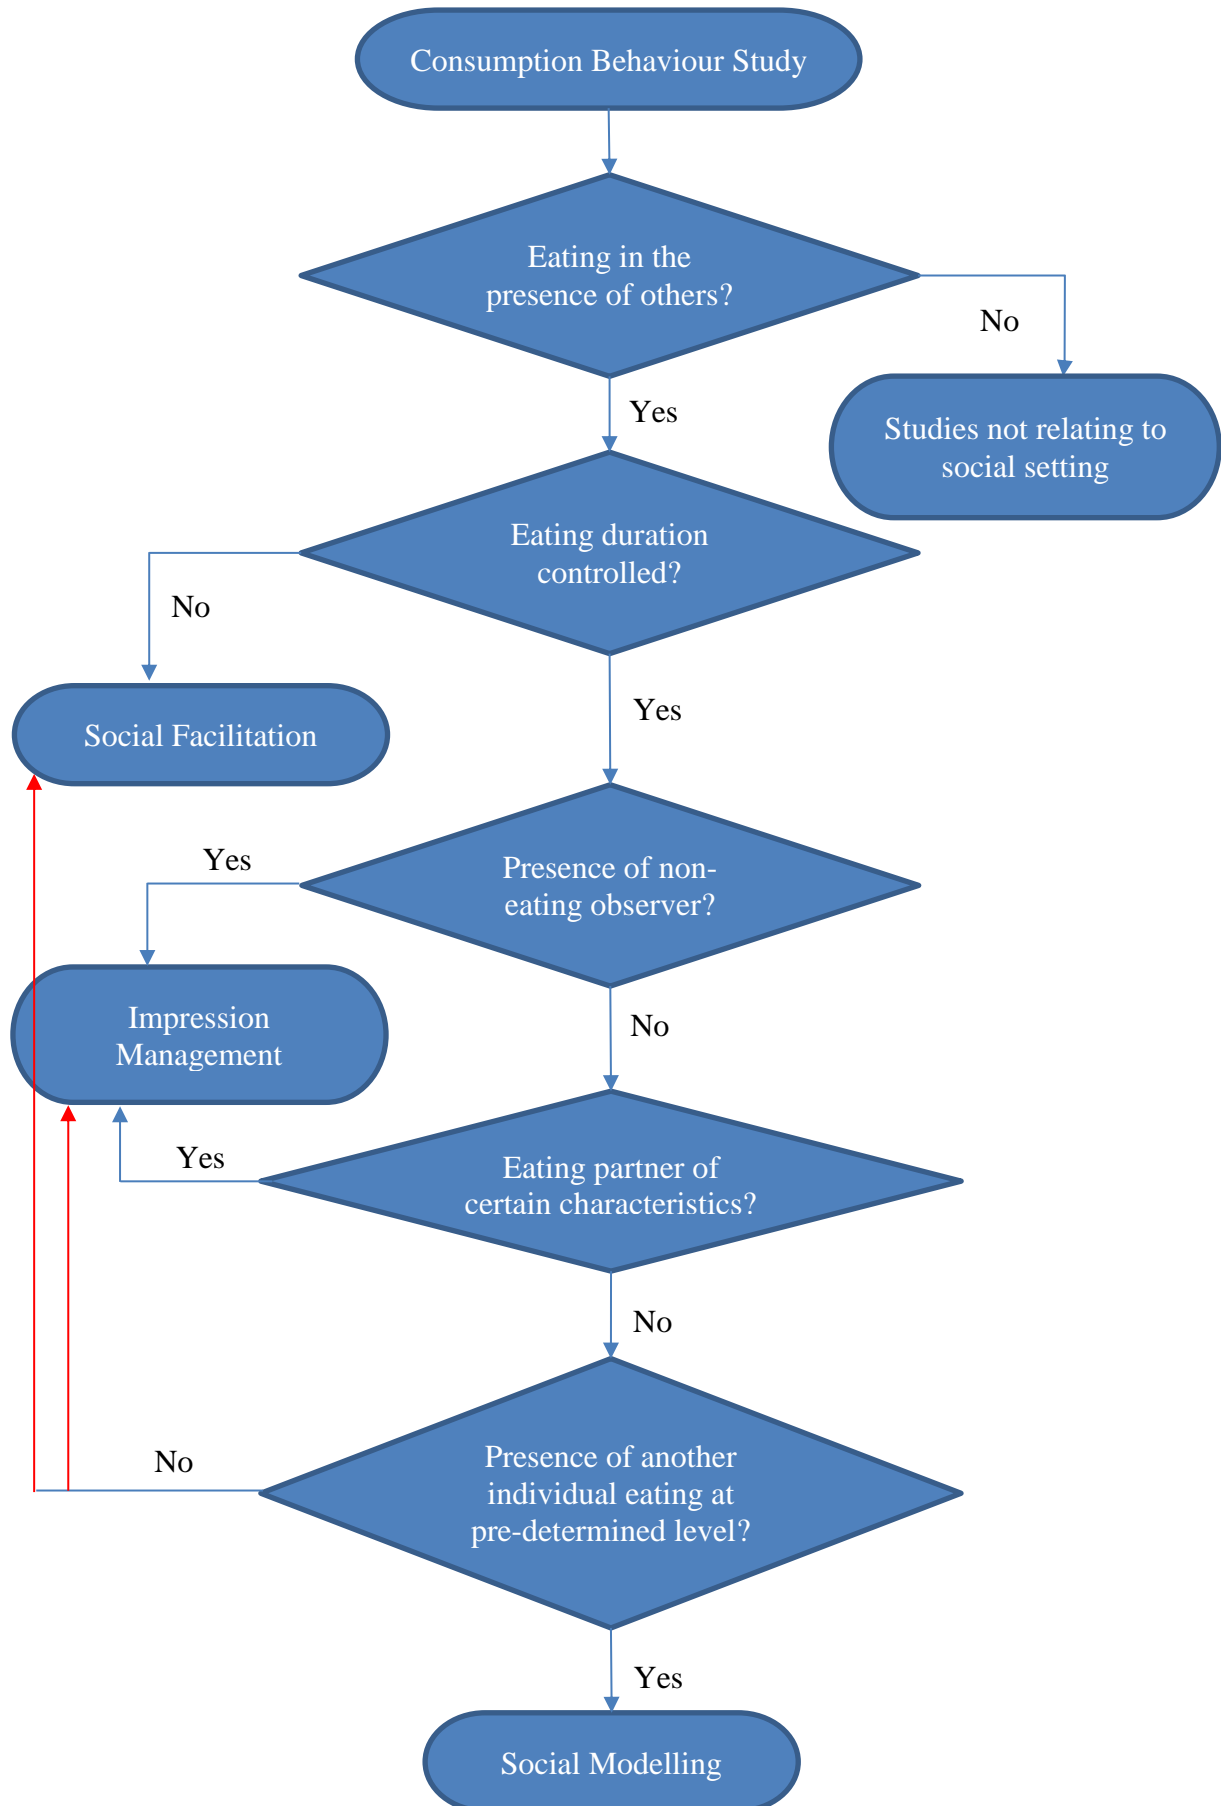 Consumption Behaviour Study
Eating in the
presence of others?
No
Yes
Studies not relating to
social setting
Eating duration
controlled?
No
Yes
Social Facilitation
Yes
Presence of non-
eating observer?
No
Impression
Management
Yes
Eating partner of
certain characteristics?
No
No
Presence of another
individual eating at
pre-determined level?
Yes
Social Modelling